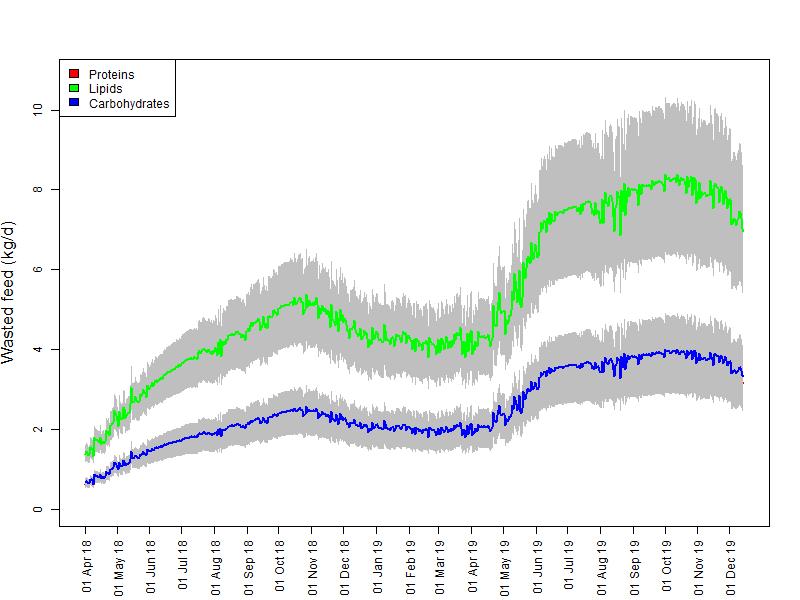 Proteins
Lipids
Carbohydrates
Wasted feed (kg/d)
10
8
6
4
2
0
01 Apr 18
01 May 18
01 Jun 18
01 Jul 18
01 Aug 18
01 Sep 18
01 Oct 18
01 Nov 18
01 Dec 18
01 Jan 19
01 Feb 19
01 Mar 19
01 Apr 19
01 May 19
01 Jun 19
01 Jul 19
01 Aug 19
01 Sep 19
01 Oct 19
01 Nov 19
01 Dec 19